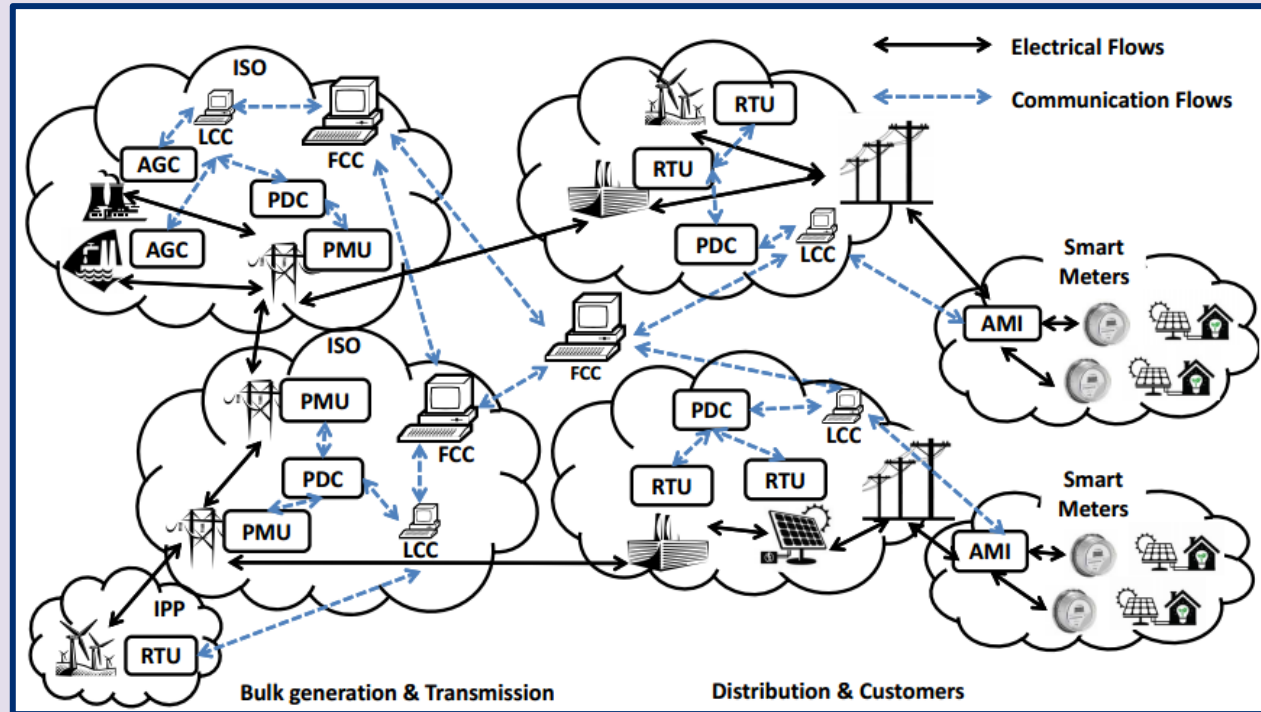 Electrical Flows
Communication Flows
ISO
LCC
FCC
AGC
PDC
AGC
PMU
RTU
RTU
PDC
LCC
Smart
Meters
AMI
FCC
ISO
PMU
FCC
PDC
PMU
LCC
PDC
LCC
RTU
RTU
Smart
Meters
AMI
IPP
RTU
Bulk generation & Transmission
Distribution & Customers